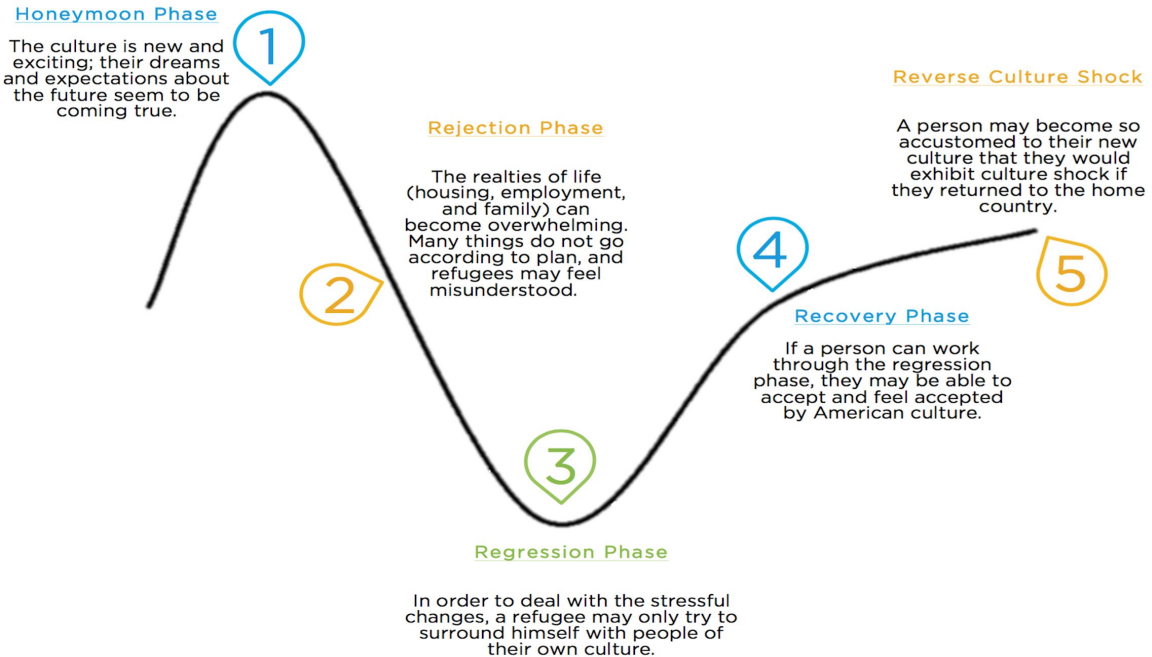 Honeymoon Phase
The culture is new and
exciting; their dreams
and expectations about
the future seem to be
coming true.
1
Rejection Phase
The realties of life
(housing, employment,
and family) can
become overwhelming.
Many things do not go
according to plan, and
refugees may feel
misunderstood.
2
3
Regression Phase
In order to deal with the stressful
changes, a refugee may only try to
surround himself with people of
their own culture.
4
Recovery Phase
If a person can work
through the regression
phase, they may be able to
accept and feel accepted
by American culture.
Reverse Culture Shock
A person may become so
accustomed to their new
culture that they would
exhibit culture shock if
they returned to the home
country.
5